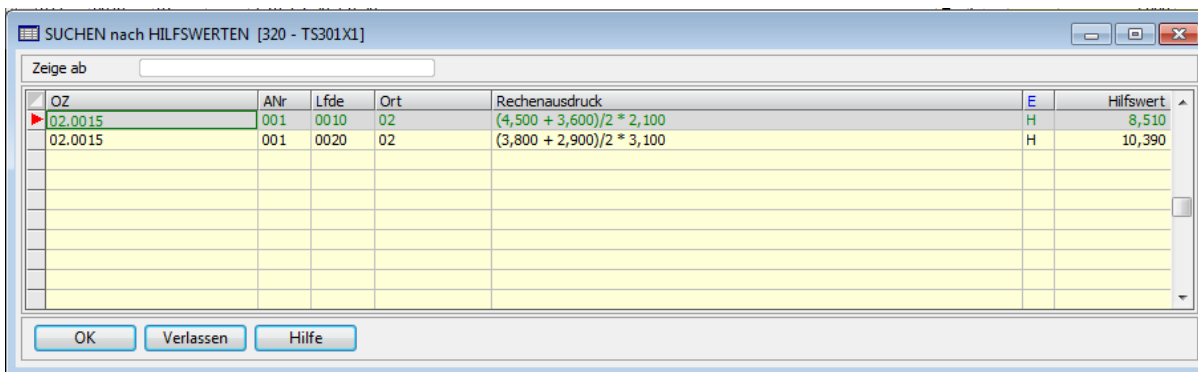 SUCHEN nach HILFSWERTEN [320 - TS301X1]
Zeige ab
OZ ANr Lfde Ort Rechenausdruck E Hilfswert
02.0015 001 0010 02 (4,500 + 3,600)/2 * 2,100 H 8,510
02.0015 001 0020 02 (3,800 + 2,900)/2 * 3,100 H 10,390
OK Verlassen Hilfe